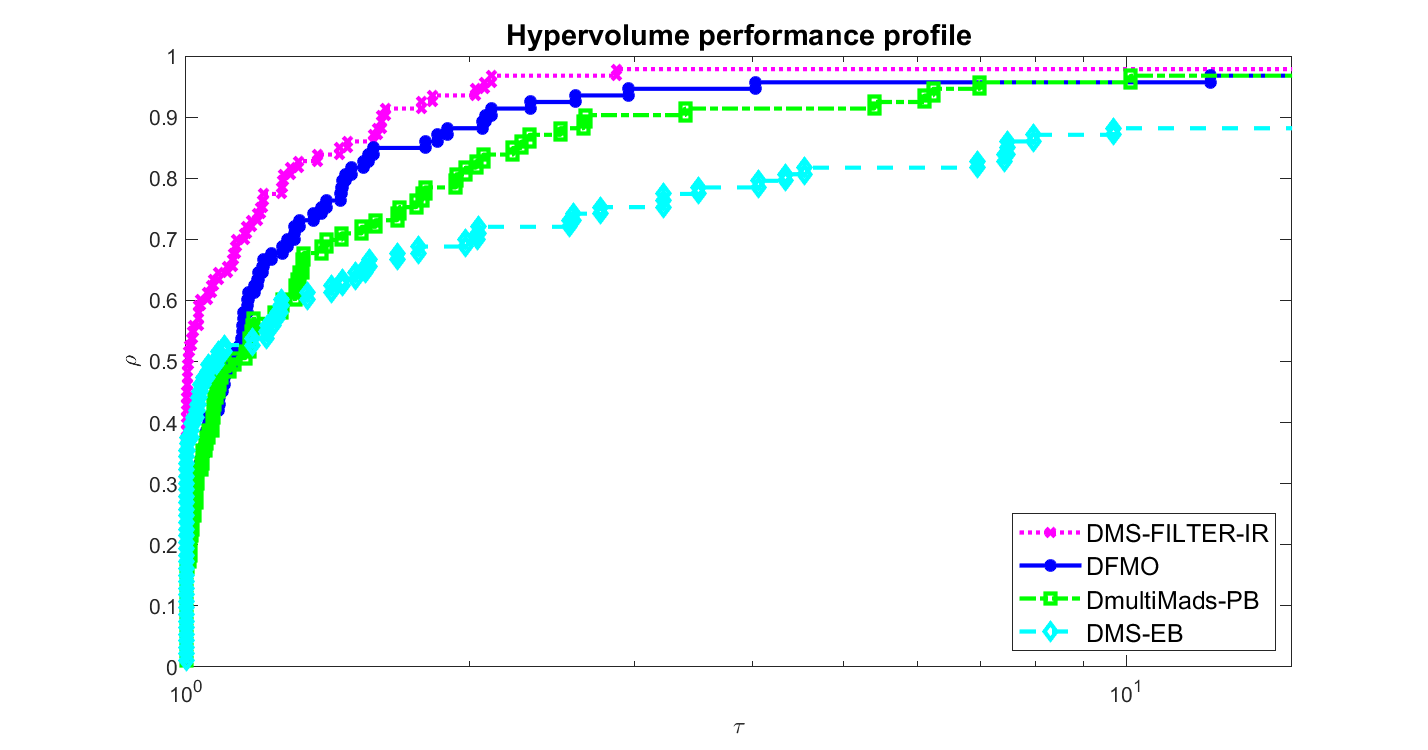 Hypervolume performance profile
1
0.9
0.8
0.7
0.6
0.5
0.4
0.3
0.2
0.1
0
ρ
10^0
10^1
τ
DMS-FILTER-IR
DFMO
DmultiMads-PB
DMS-EB